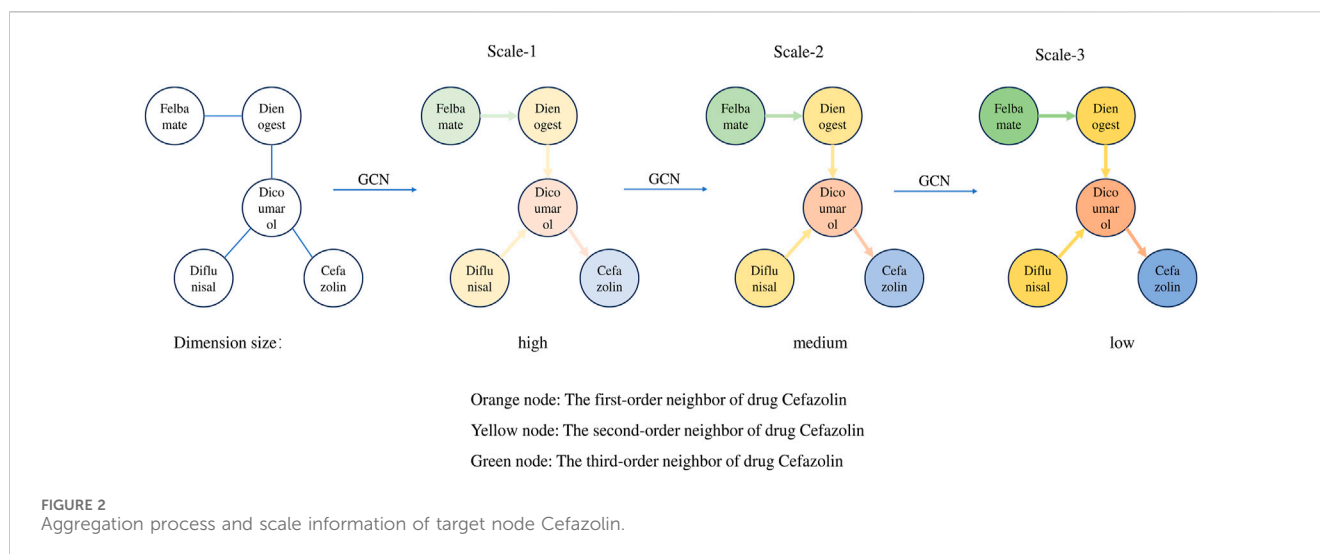 Scale-1
Scale-2
Scale-3
Felba
mate
Dien
ogest
Dico
umar
ol
Diflu
nisal
Cefa
zolin
GCN
Felba
mate
Dien
ogest
Dico
umar
ol
Diflu
nisal
Cefa
zolin
GCN
Felba
mate
Dien
ogest
Dico
umar
ol
Diflu
nisal
Cefa
zolin
GCN
Felba
mate
Dien
ogest
Dico
umar
ol
Diflu
nisal
Cefa
zolin
Dimension size:
high
medium
low
Orange node: The first-order neighbor of drug Cefazolin
Yellow node: The second-order neighbor of drug Cefazolin
Green node: The third-order neighbor of drug Cefazolin
FIGURE 2
Aggregation process and scale information of target node Cefazolin.